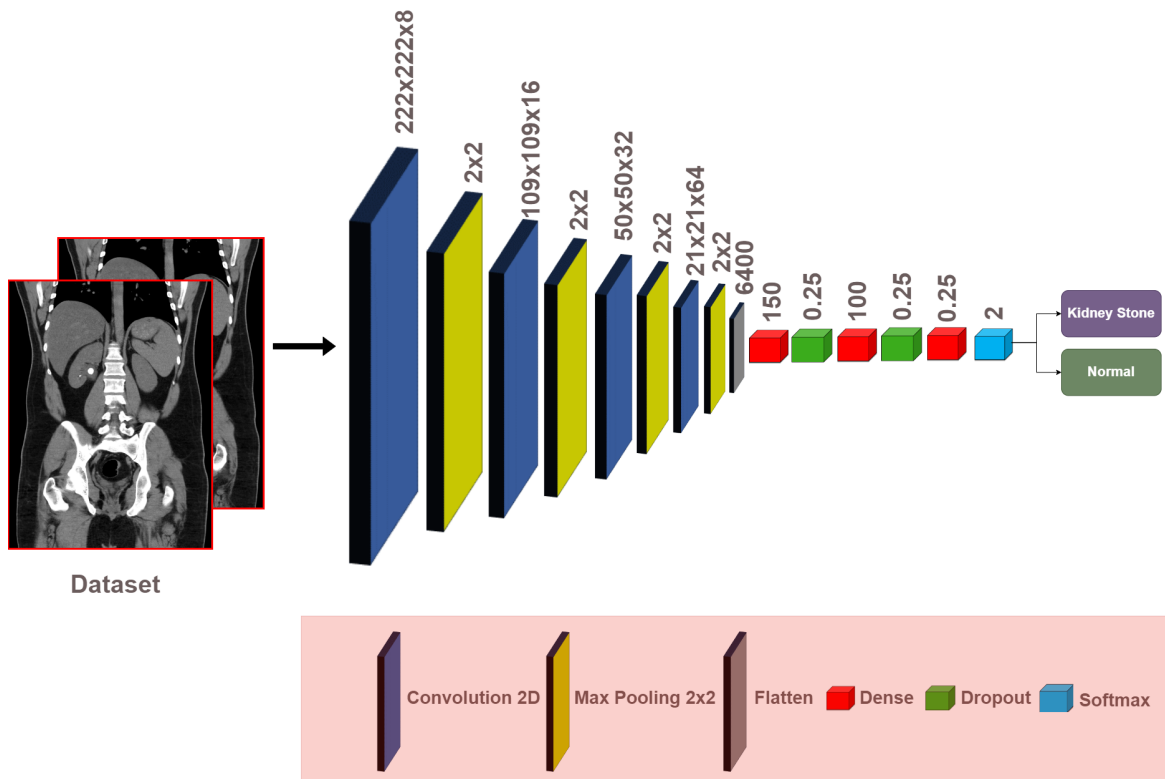 222x222x8
2x2
109x109x16
2x2
50x50x32
2x2
21x21x64
2x2
6400
150
0.25
100
0.25
0.25
2
Kidney Stone
Normal
Dataset
Convolution 2D
Max Pooling 2x2
Flatten
Dense
Dropout
Softmax